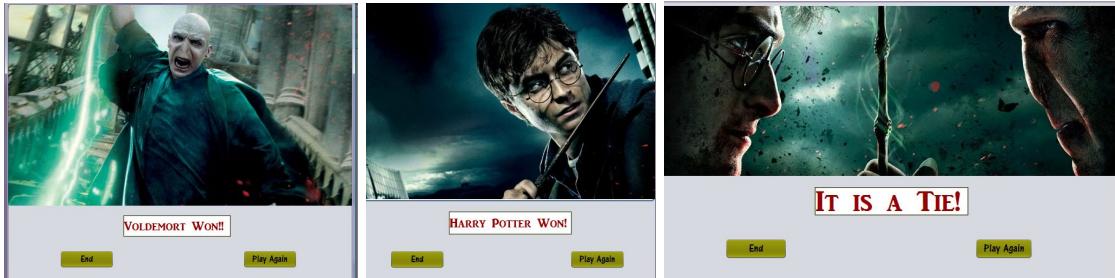 Voldemort Won!!
End Play Again
Harry Potter Won!
End Play Again
It is a Tie!
End Play Again